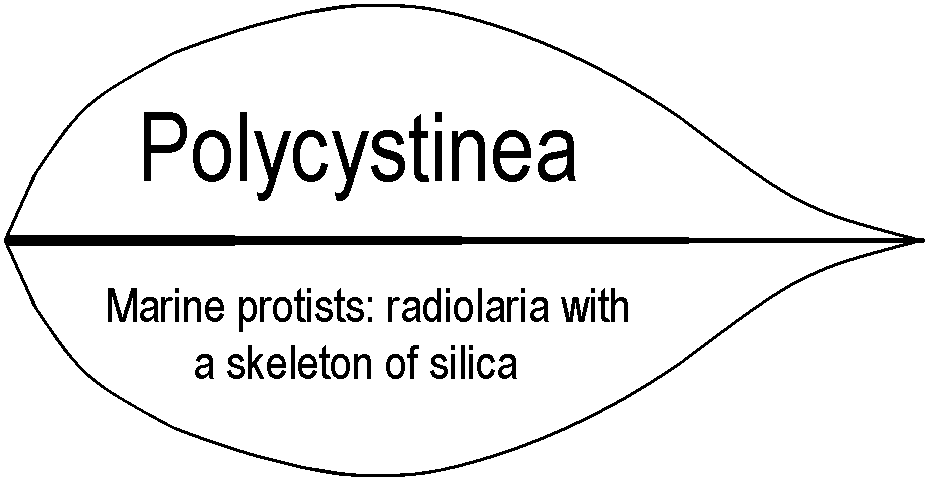 Polycystinea
Marine protists: radiolaria with
a skeleton of silica